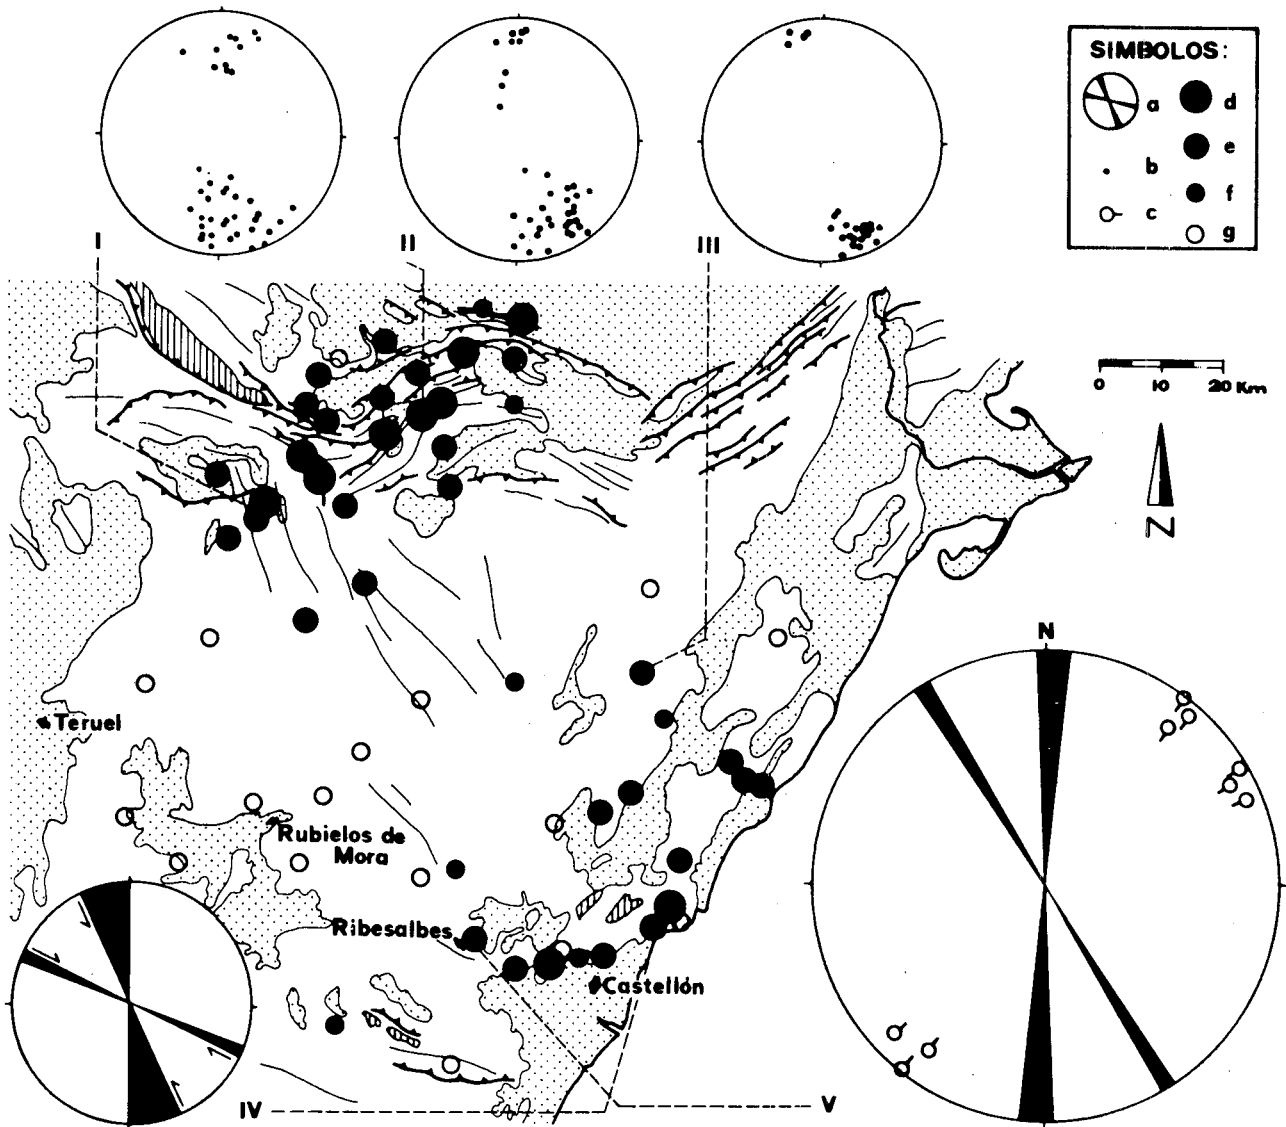 SIMBOLOS:
a
d
b
e
c
f
g
I
II
III
0 10 20 Km
N
N
Teruel
Rubielos de
Mora
Ribesalbes
Castellón
IV
V